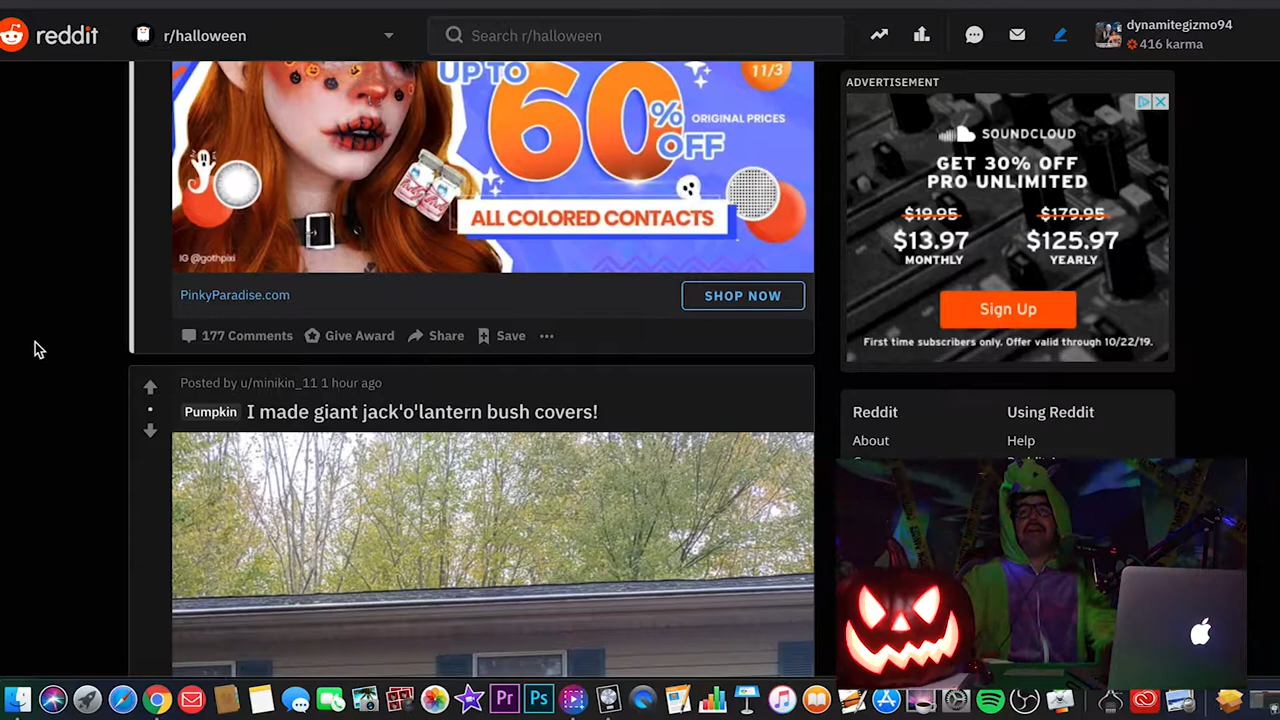 reddit
r/halloween
Search r/halloween
dynamitegizmo94
416 karma
UP TO
60% OFF
ORIGINAL PRICES
11/3
ALL COLORED CONTACTS
IG @gothpixi
PinkyParadise.com
SHOP NOW
177 Comments
Give Award
Share
Save
Posted by u/minikin_11 1 hour ago
Pumpkin
I made giant jack'o'lantern bush covers!
ADVERTISEMENT
SOUNDCLOUD
GET 30% OFF
PRO UNLIMITED
$19.95 $179.95
$13.97 $125.97
MONTHLY YEARLY
Sign Up
First time subscribers only. Offer valid through 10/22/19.
Reddit Using Reddit
About Help
Pr
Ps